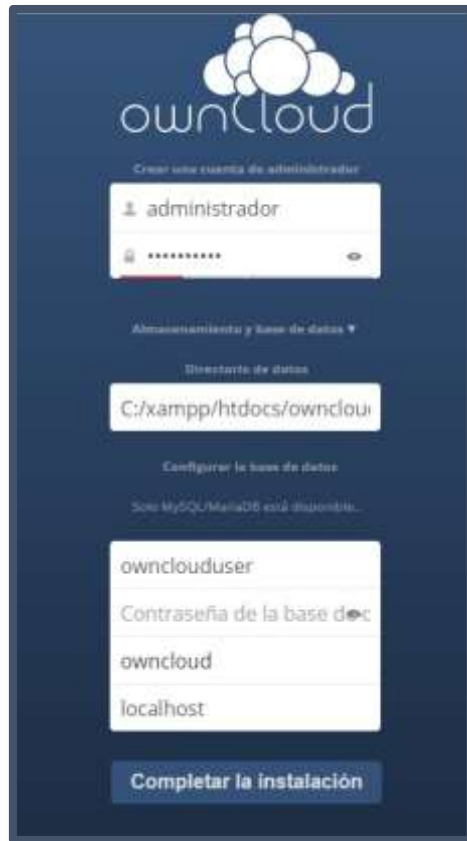 ownCloud
Crear una cuenta de administrador
administrador
••••••••••
Almacenamiento y base de datos ▼
Directorio de datos
C:/xampp/htdocs/ownclou
Configurar la base de datos
Solo MySQL/MariaDB está disponible...
ownclouduser
Contraseña de la base de
owncloud
localhost
Completar la instalación